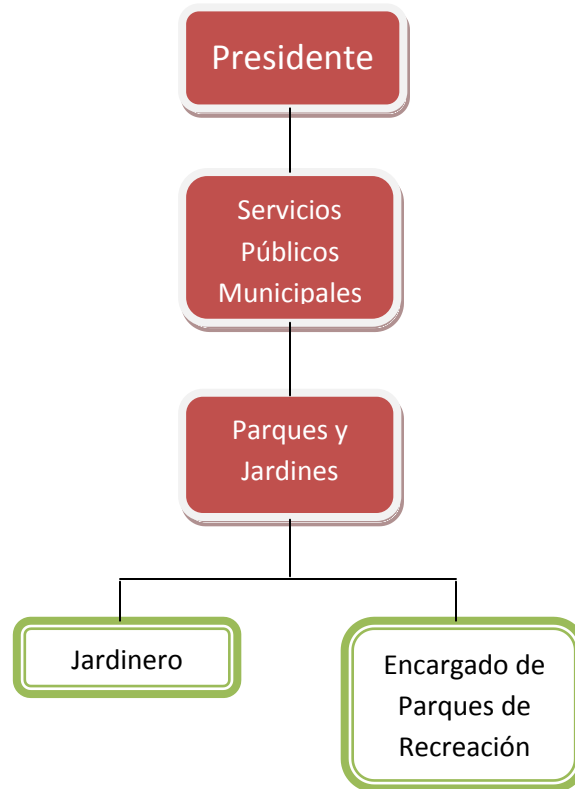 Presidente
Servicios
Públicos
Municipales
Parques y
Jardines
Jardinero
Encargado de
Parques de
Recreación